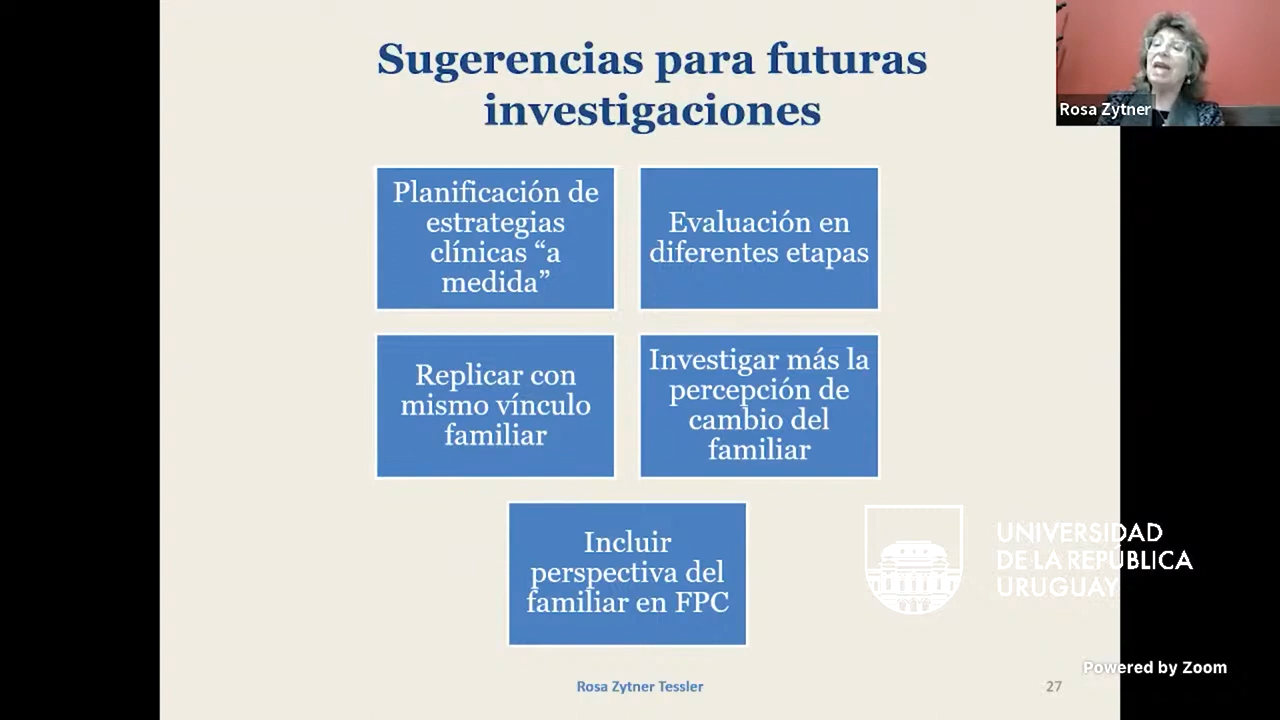 Sugerencias para futuras
investigaciones
Rosa Zytner
Planificación de
estrategias
clínicas “a
medida”
Evaluación en
diferentes etapas
Replicar con
mismo vínculo
familiar
Investigar más la
percepción de
cambio del
familiar
Incluir
perspectiva del
familiar en FPC
UNIVERSIDAD
DE LA REPÚBLICA
URUGUAY
Powered by Zoom
Rosa Zytner Tessler
27